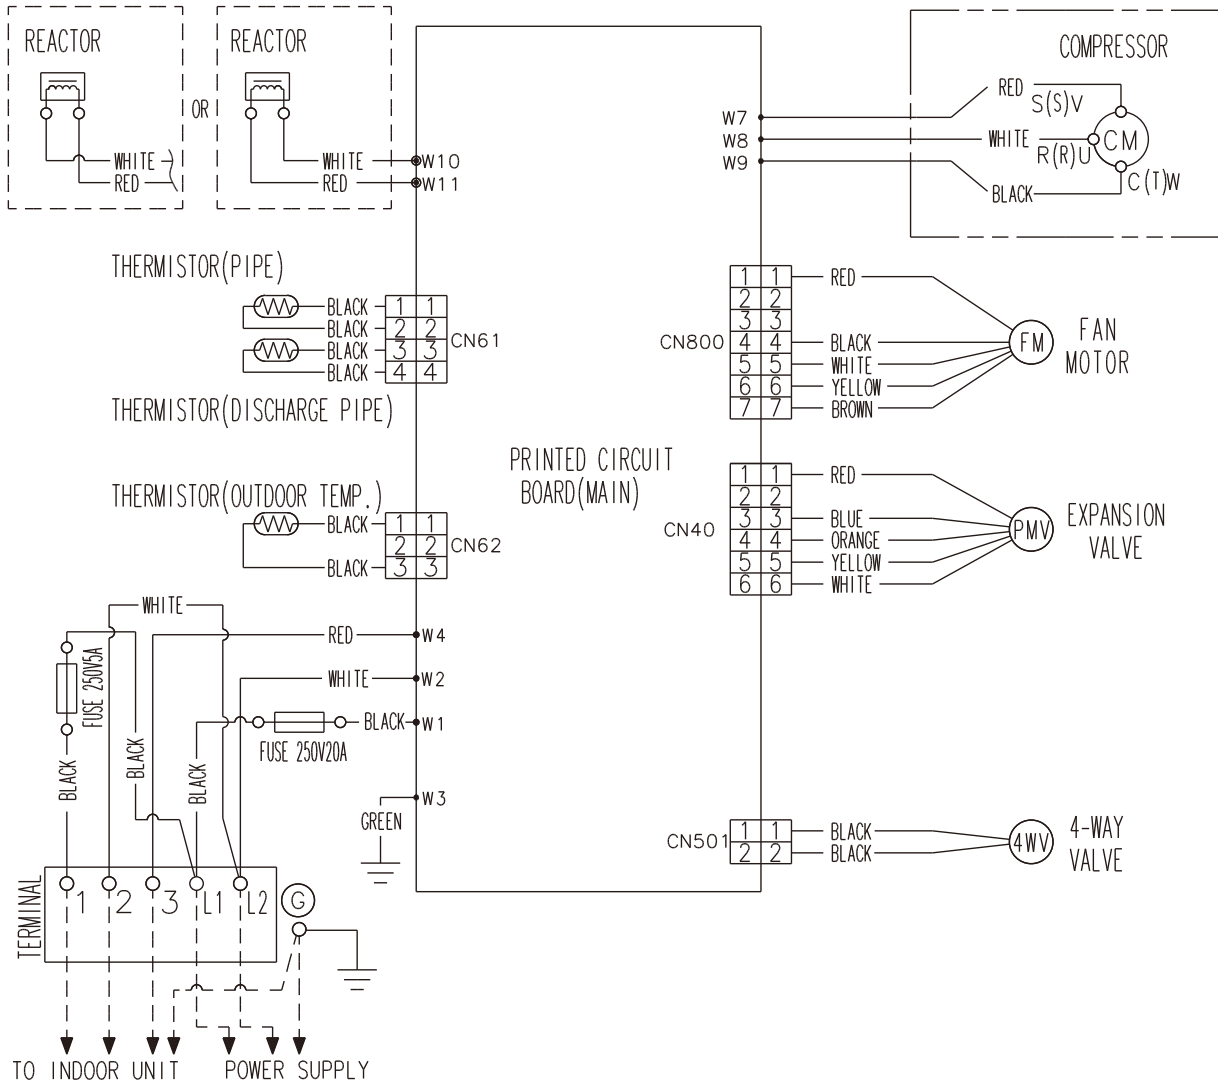 REACTOR
OR
REACTOR
WHITE
RED
WHITE
RED
W10
W11
COMPRESSOR
W7
W8
W9
RED
WHITE
BLACK
S(S)V
R(R)U
C(T)W
CM
THERMISTOR(PIPE)
BLACK 1 1
BLACK 2 2
BLACK 3 3
BLACK 4 4
CN61
THERMISTOR(DISCHARGE PIPE)
THERMISTOR(OUTDOOR TEMP.)
BLACK 1 1
2 2
BLACK 3 3
CN62
PRINTED CIRCUIT
BOARD(MAIN)
CN800
1 1 RED
2 2
3 3
4 4 BLACK
5 5 WHITE
6 6 YELLOW
7 7 BROWN
FM
FAN
MOTOR
CN40
1 1 RED
2 2
3 3 BLUE
4 4 ORANGE
5 5 YELLOW
6 6 WHITE
PMV
EXPANSION
VALVE
WHITE
RED W4
WHITE W2
BLACK W1
FUSE 250V20A
FUSE 250V5A
BLACK
BLACK
BLACK
W3
GREEN
CN501
1 1 BLACK
2 2 BLACK
4WV
4-WAY
VALVE
TERMINAL
1 2 3 L1 L2
G
TO INDOOR UNIT
POWER SUPPLY